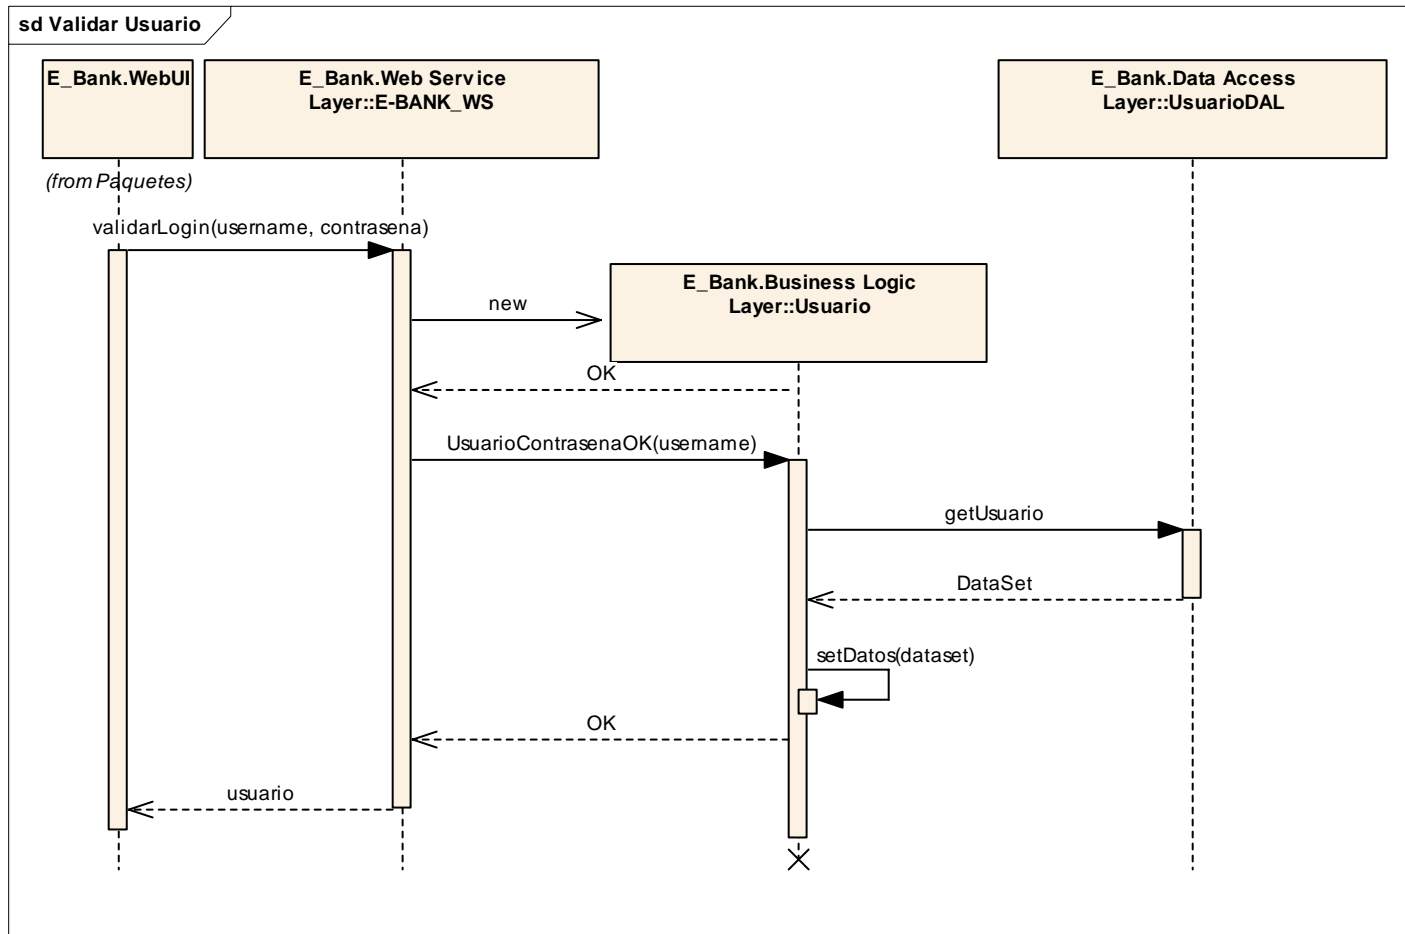 sd Validar Usuario
E_Bank.WebUI
E_Bank.Web Service
Layer::E-BANK_WS
E_Bank.Data Access
Layer::UsuarioDAL
(from Paquetes)
validarLogin(username, contrasena)
E_Bank.Business Logic
Layer::Usuario
new
OK
UsuarioContrasenaOK(username)
getUsuario
DataSet
setDatos(dataset)
OK
usuario